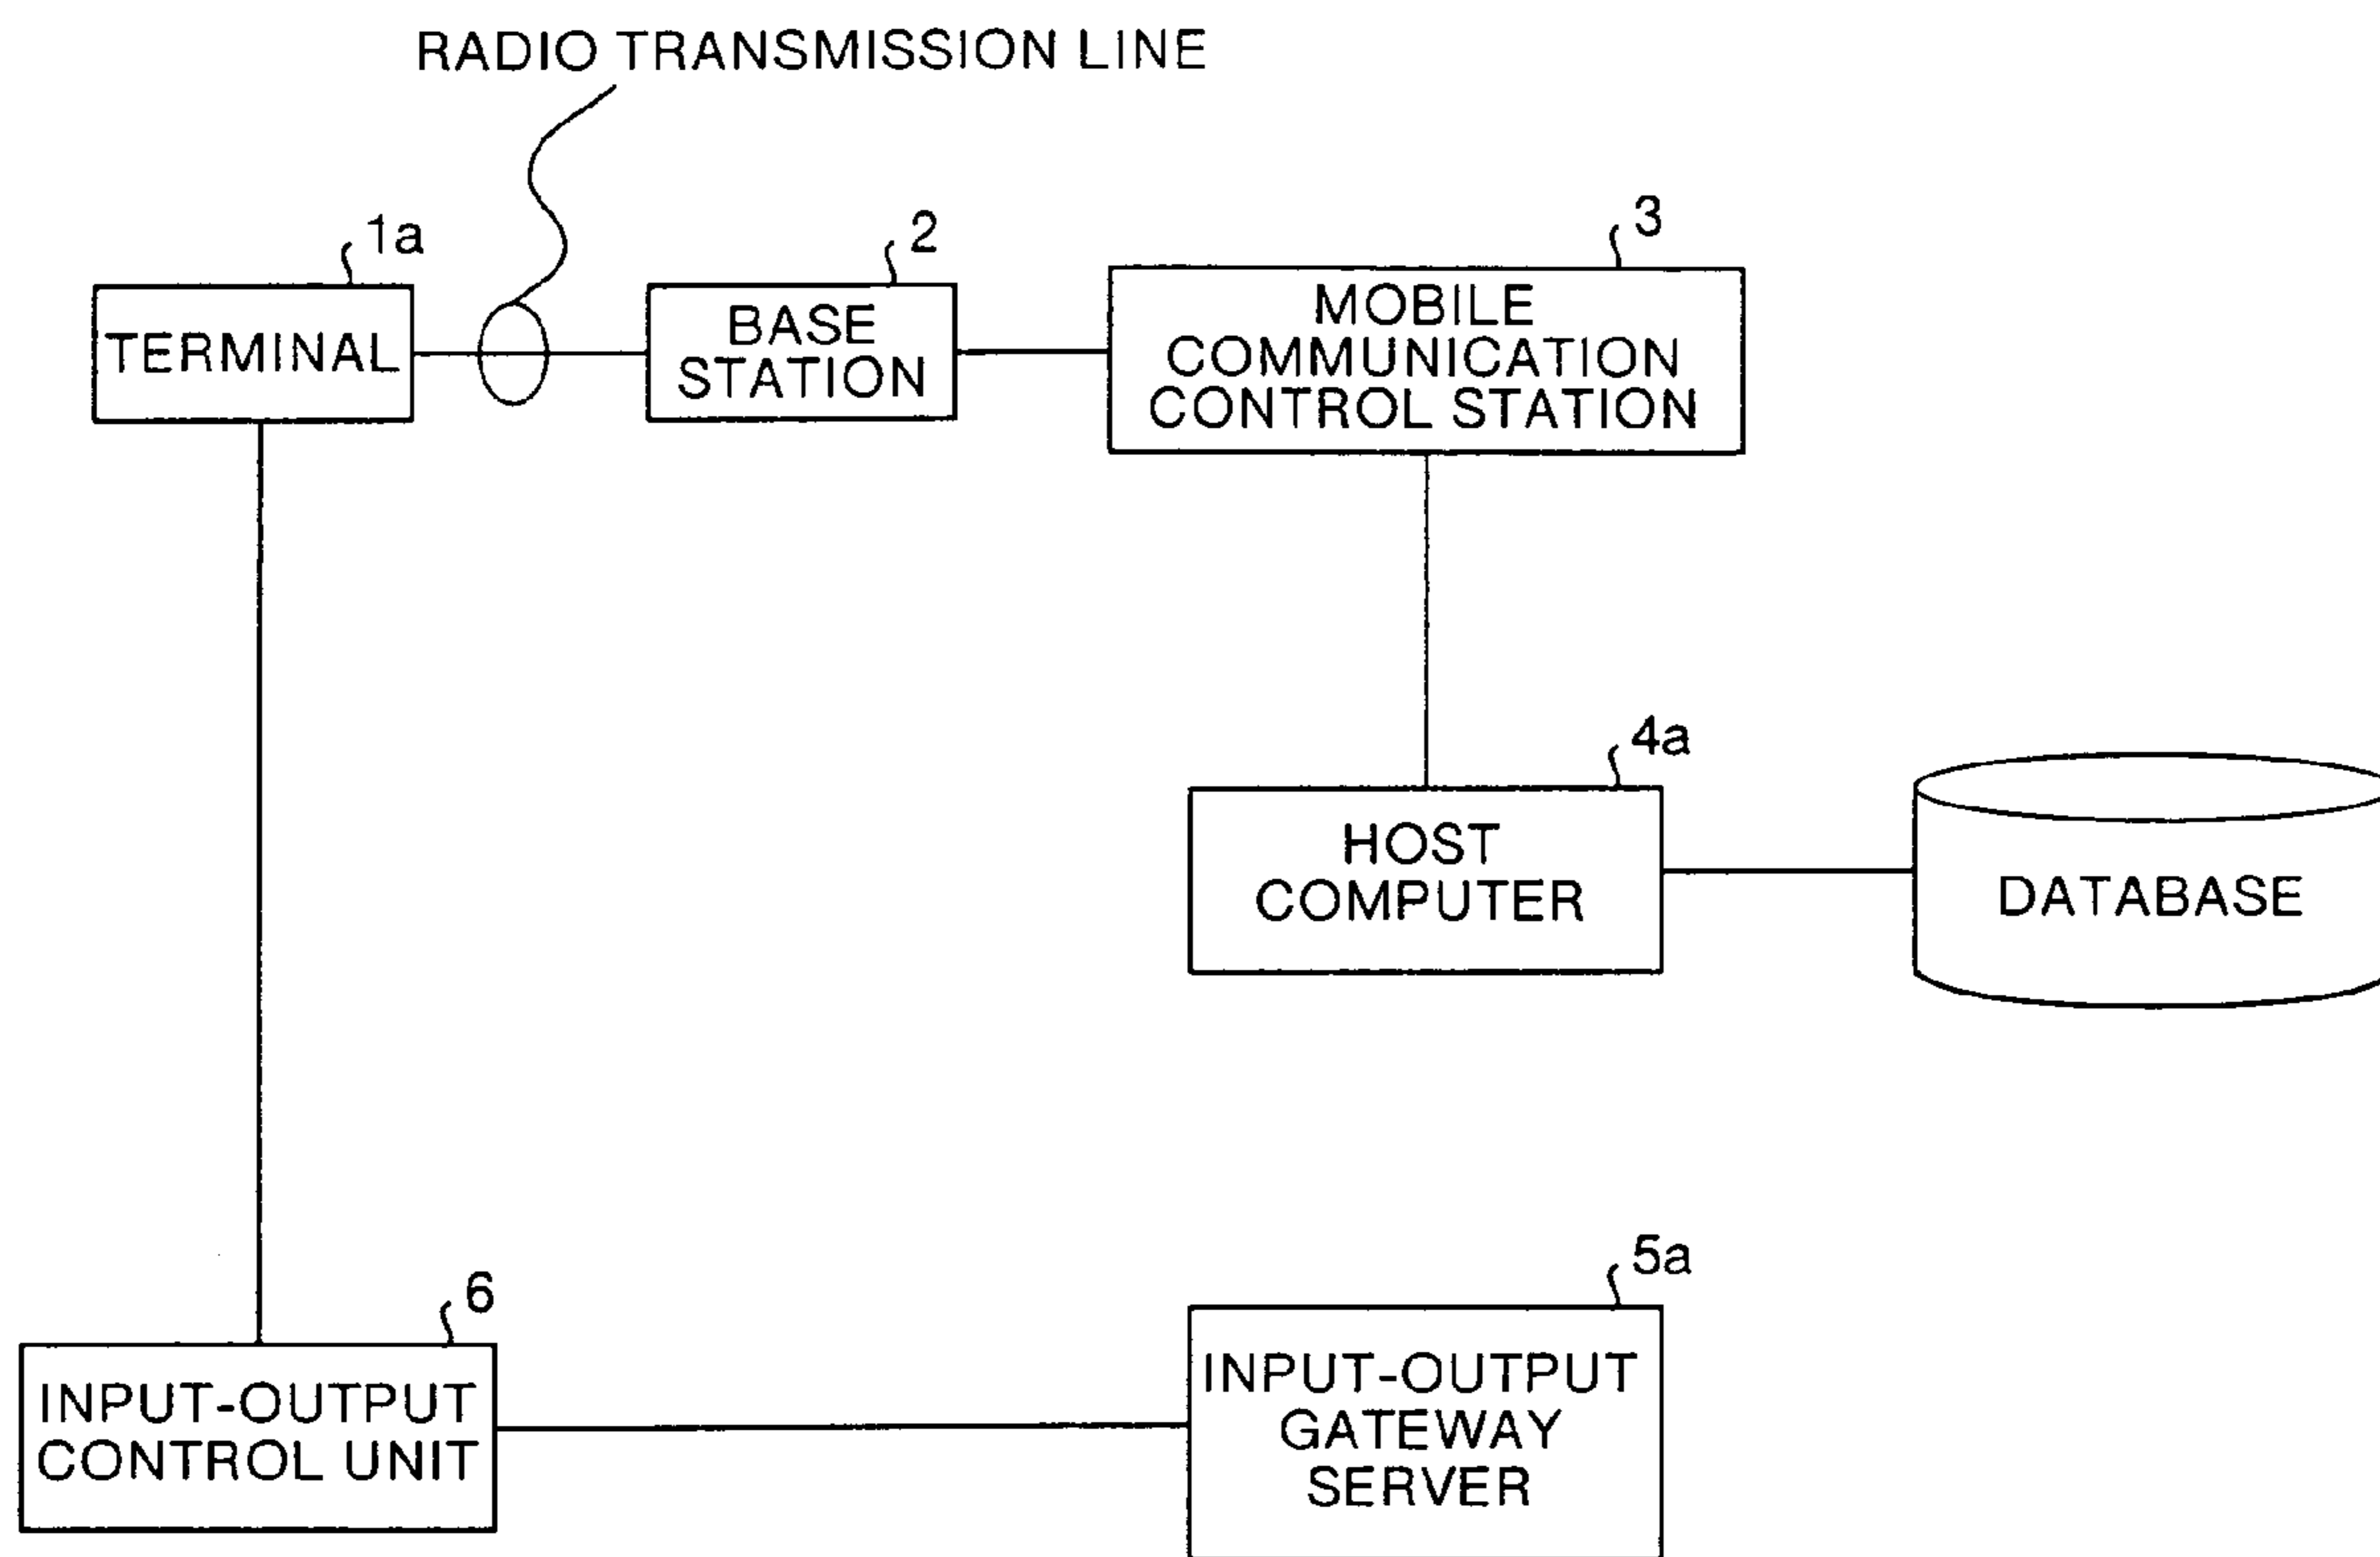 RADIO TRANSMISSION LINE
1a
2
3
TERMINAL
BASE
STATION
MOBILE
COMMUNICATION
CONTROL STATION
4a
HOST
COMPUTER
DATABASE
6
5a
INPUT-OUTPUT
CONTROL UNIT
INPUT-OUTPUT
GATEWAY
SERVER